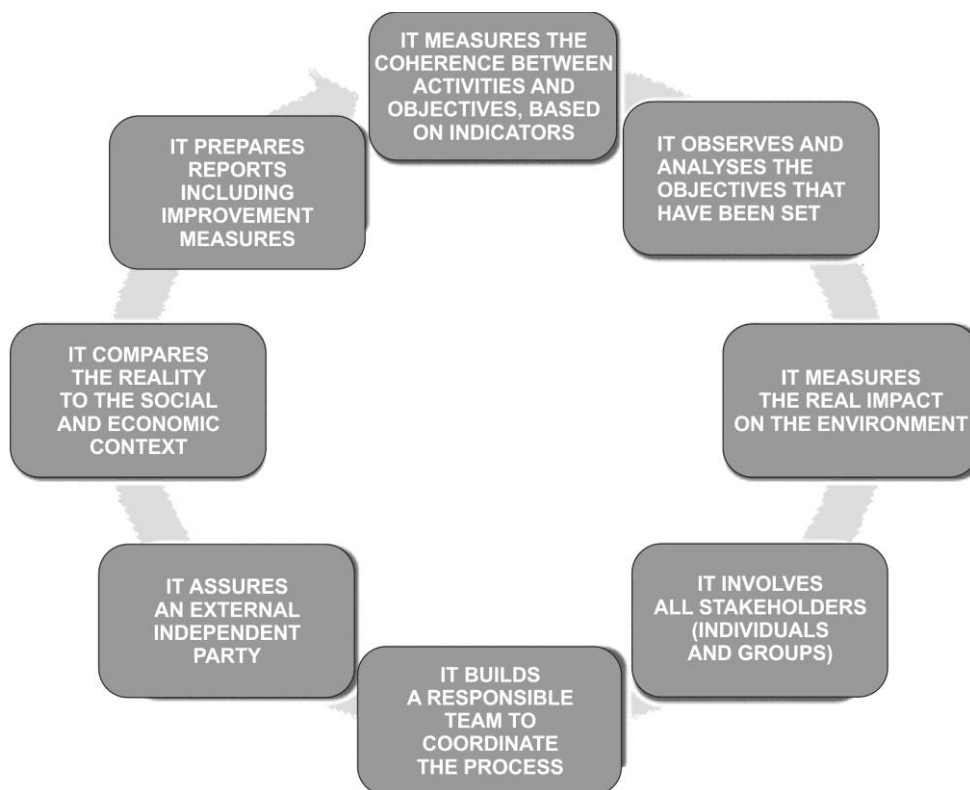 IT MEASURES THE
COHERENCE BETWEEN
ACTIVITIES AND
OBJECTIVES, BASED
ON INDICATORS
IT OBSERVES AND
ANALYSES THE
OBJECTIVES THAT
HAVE BEEN SET
IT MEASURES
THE REAL IMPACT
ON THE ENVIRONMENT
IT INVOLVES
ALL STAKEHOLDERS
(INDIVIDUALS
AND GROUPS)
IT BUILDS
A RESPONSIBLE
TEAM TO
COORDINATE
THE PROCESS
IT ASSURES
AN EXTERNAL
INDEPENDENT
PARTY
IT COMPARES
THE REALITY
TO THE SOCIAL
AND ECONOMIC
CONTEXT
IT PREPARES
REPORTS
INCLUDING
IMPROVEMENT
MEASURES